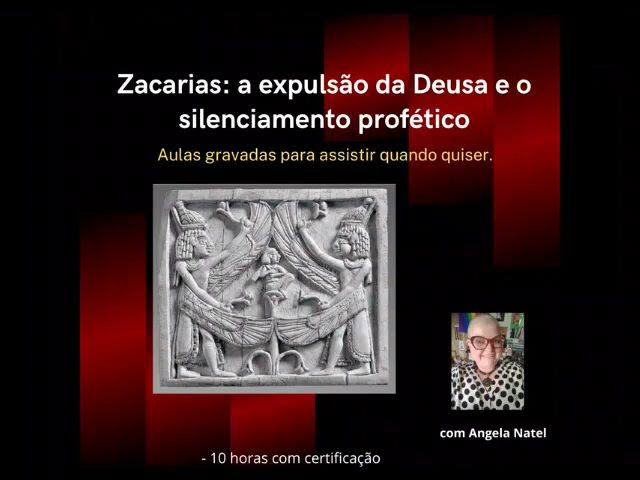 Zacarias: a expulsão da Deusa e o
silenciamento profético
Aulas gravadas para assistir quando quiser.
com Angela Natel
- 10 horas com certificação